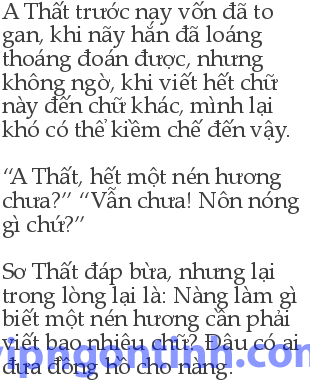 A Thất trước nay vốn đã to
gan, khi nãy hắn đã loáng
thoáng đoán được, nhưng
không ngờ, khi viết hết chữ
này đến chữ khác, mình lại
khó có thể kiềm chế đến vậy.
“A Thất, hết một nén hương
chưa?” “Vẫn chưa! Nôn nóng
gì chứ?”
Sơ Thất đáp bừa, nhưng lại
trong lòng lại là: Nàng làm gì
biết một nén hương cần phải
viết bao nhiêu chữ? Đâu có ai
đưa đồng hồ cho nàng.
vipngontinh.com